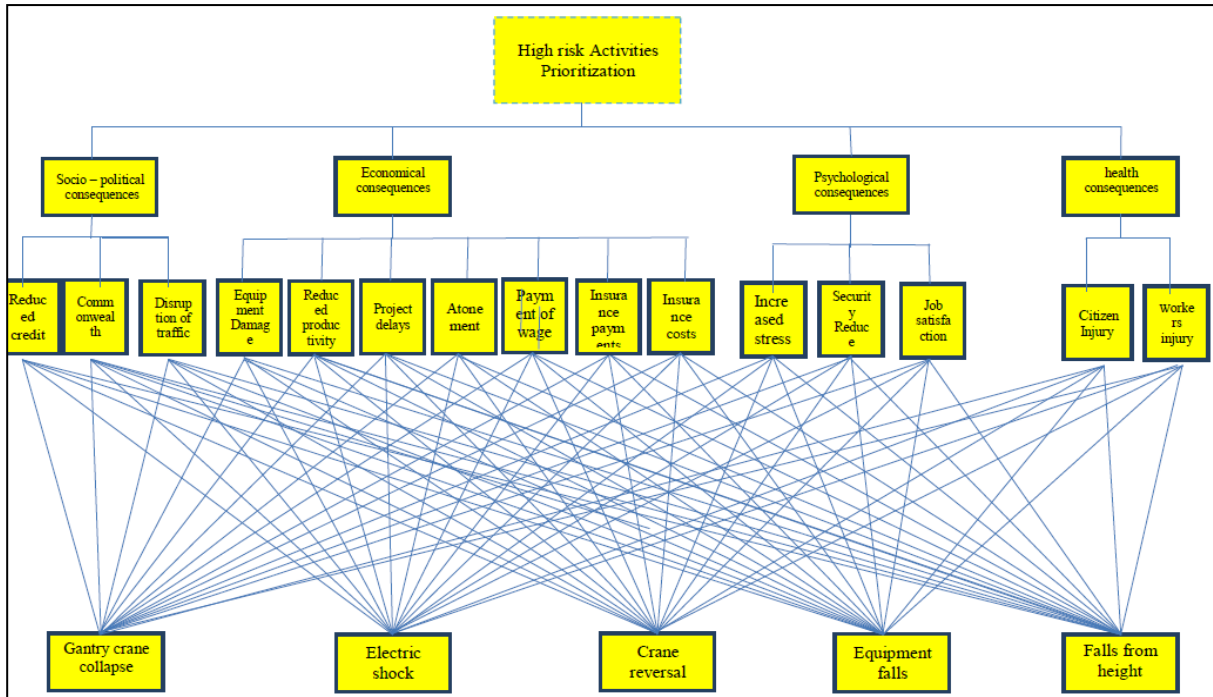 High risk Activities
Prioritization
Socio – political
consequences
Economical
consequences
Psychological
consequences
health
consequences
Reduc
ed
credit
Comm
onweal
th
Disrup
tion of
traffic
Equip
ment
Damag
e
Reduc
ed
produc
tivity
Project
delays
Atone
ment
Paym
ent of
wage
Insura
nce
paym
ents
Insura
nce
costs
Incre
ased
stress
Securit
y
Reduc
e
Job
satisfa
ction
Citizen
Injury
Worke
rs
injury
Gantry crane
collapse
Electric
shock
Crane
reversal
Equipment
falls
Falls from
height